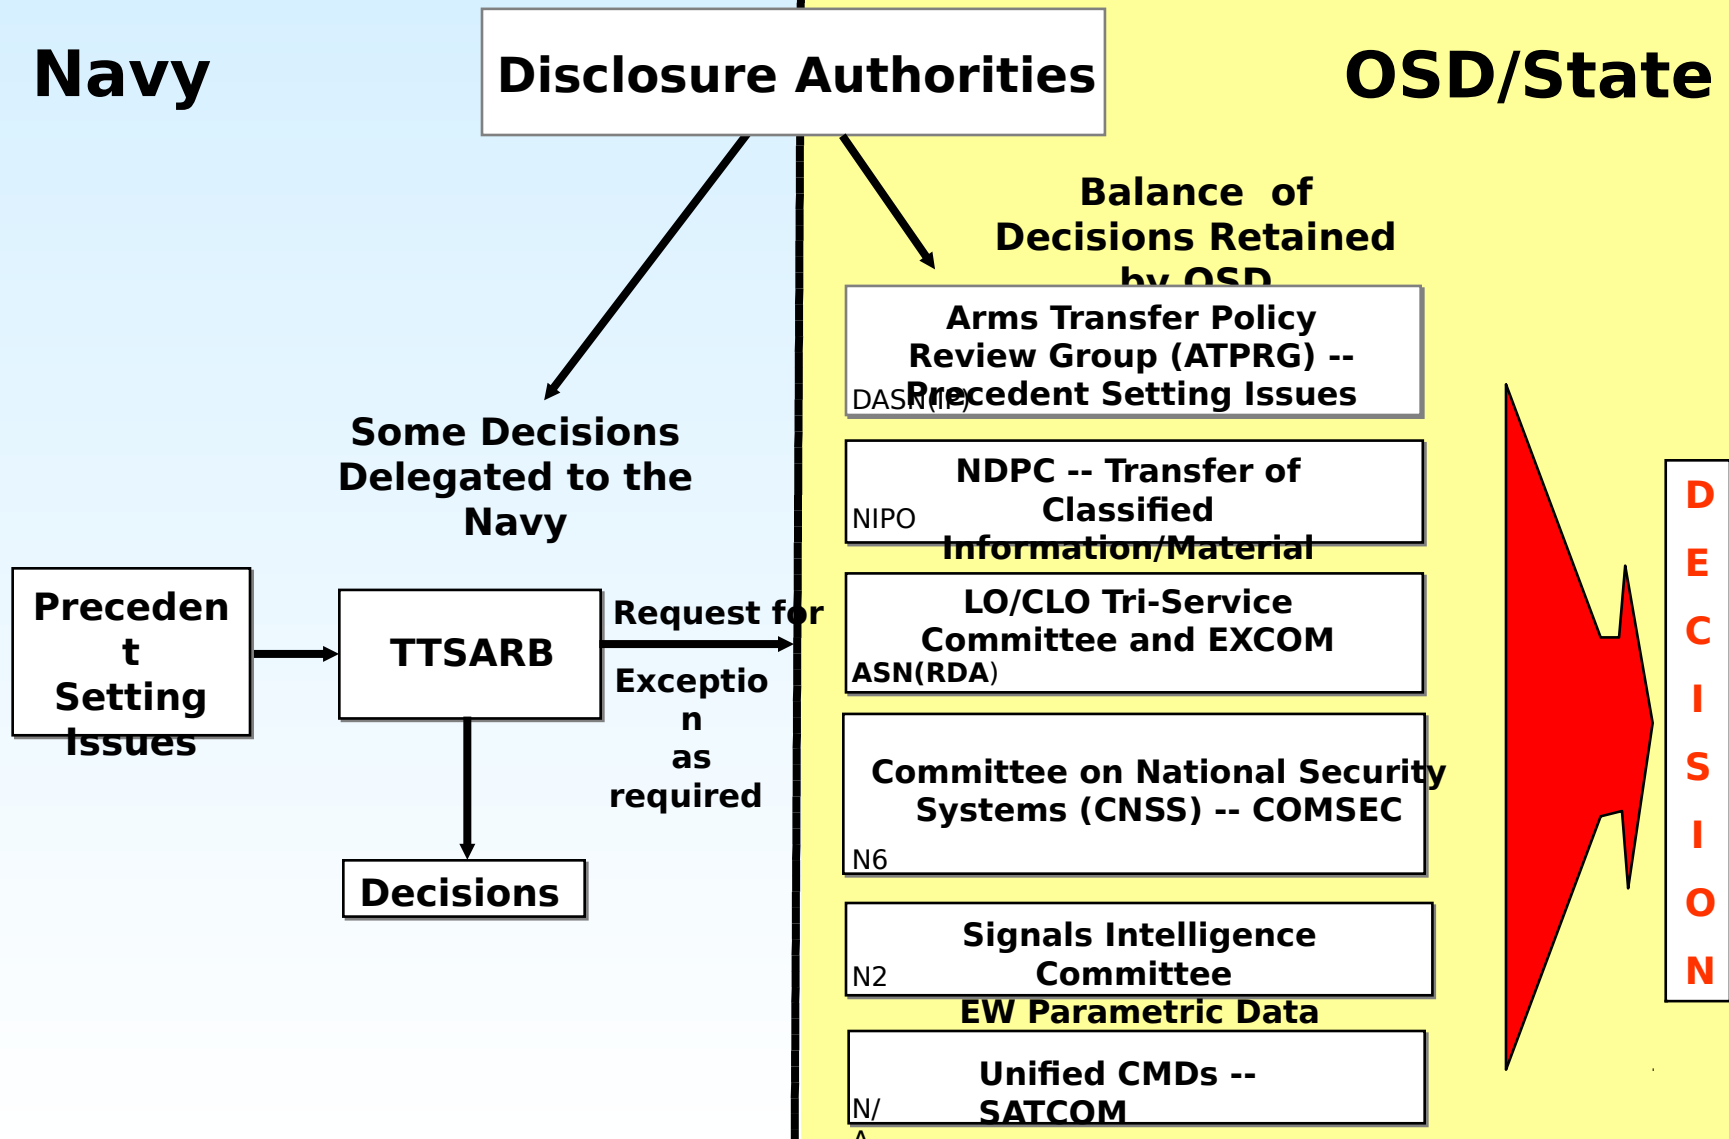 Navy
Disclosure Authorities
OSD/State
Balance of
Decisions Retained
by OSD
Arms Transfer Policy
Review Group (ATPRG) --
Precedent Setting Issues
DASN(IP)
NDPC -- Transfer of
Classified
Information/Material
NIPO
LO/CLO Tri-Service
Committee and EXCOM
ASN(RDA)
Committee on National Security
Systems (CNSS) -- COMSEC
N6
Signals Intelligence
Committee
EW Parametric Data
N2
Unified CMDs --
SATCOM
N/
A
Some Decisions
Delegated to the
Navy
Preceden
t
Setting
Issues
TTSARB
Request for
Exceptio
n
as
required
Decisions
D
E
C
I
S
I
O
N